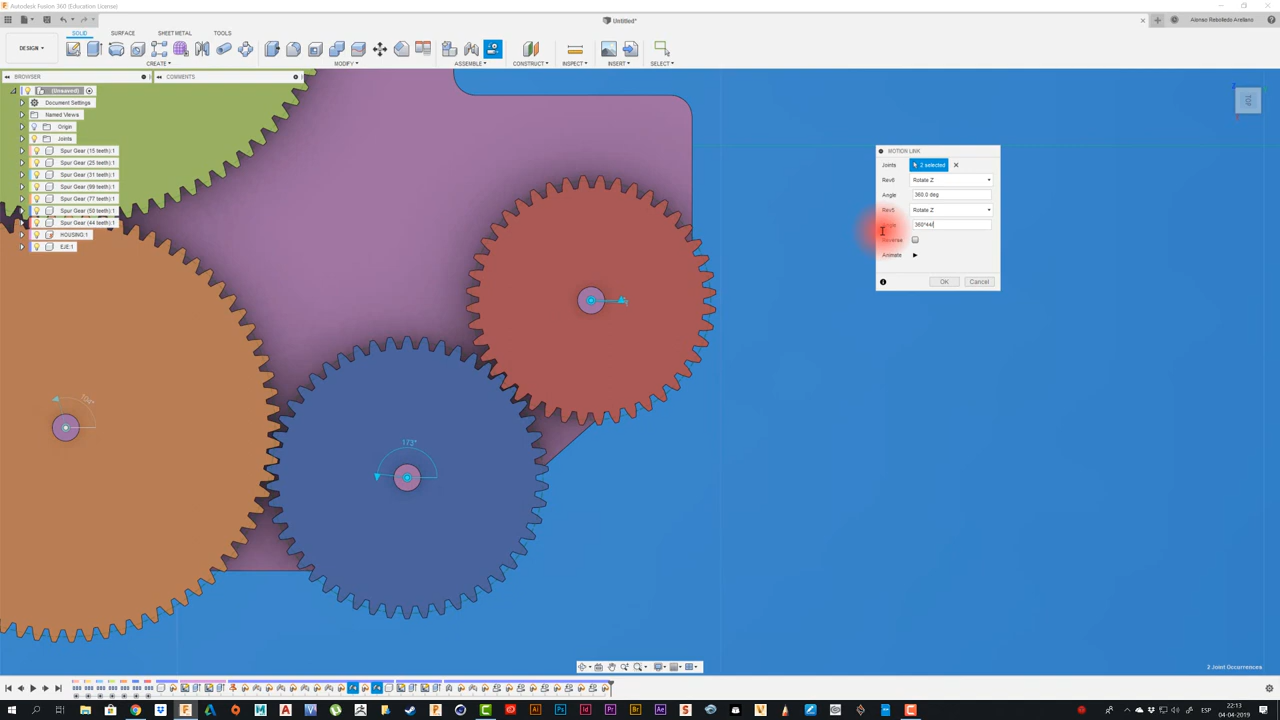 Autodesk Fusion 360 (Education License)
Untitled*
Alonso Rebolledo Arellano
ESP
SOLID SURFACE SHEET METAL TOOLS
DESIGN
CREATE MODIFY ASSEMBLE CONSTRUCT INSPECT INSERT SELECT
BROWSER COMMENTS
(Unsaved)
Document Settings
Named Views
Origin
Joints
Spur Gear (15 teeth):1
Spur Gear (25 teeth):1
Spur Gear (31 teeth):1
Spur Gear (99 teeth):1
Spur Gear (77 teeth):1
Spur Gear (50 teeth):1
Spur Gear (44 teeth):1
HOUSING:1
EJE:1
TOP
MOTION LINK
Joints 2 selected
Rev6 Rotate Z
Angle 360.0 deg
Rev5 Rotate Z
Angle 360*44/
Reverse
Animate
OK Cancel
173°
2 Joint Occurrences
22:13
04-04-2019